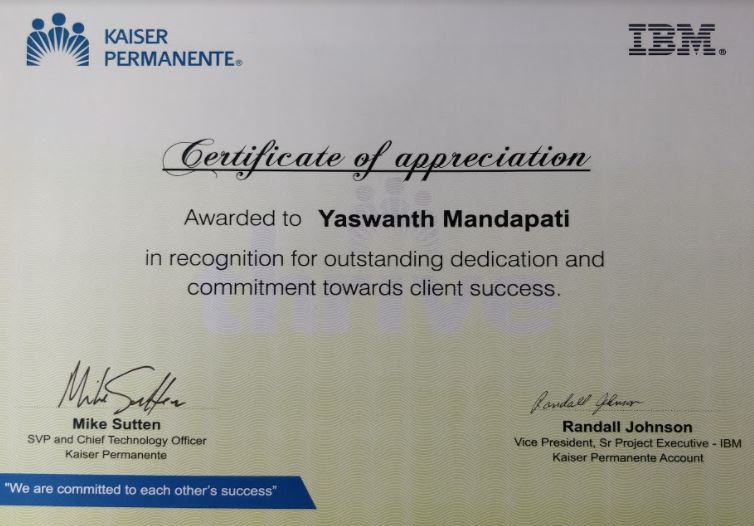 KAISER
PERMANENTE®
IBM®
Certificate of appreciation
Awarded to Yaswanth Mandapati
in recognition for outstanding dedication and
commitment towards client success.
thrive
Mike Sutten
Mike Sutten
SVP and Chief Technology Officer
Kaiser Permanente
Randall Johnson
Randall Johnson
Vice President, Sr Project Executive - IBM
Kaiser Permanente Account
"We are committed to each other's success"